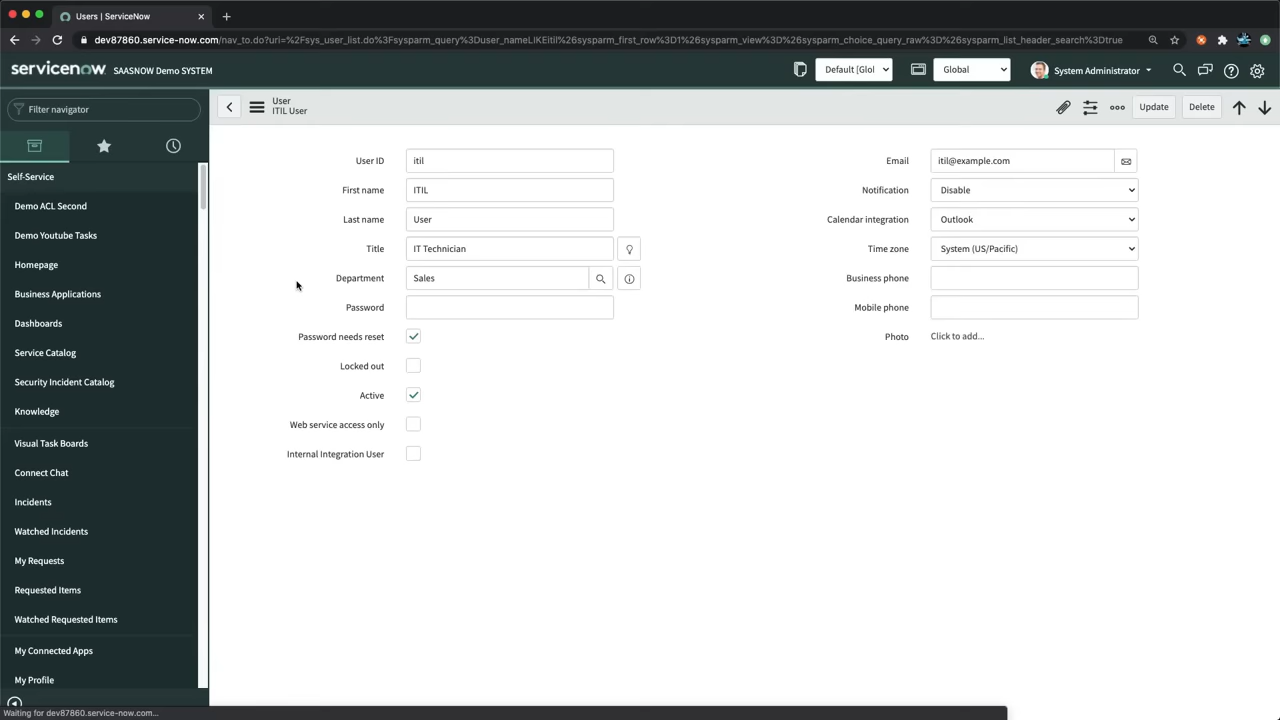 Users | ServiceNow
dev87860.service-now.com/nav_to.do?uri=%2Fsys_user_list.do%3Fsysparm_query%3Duser_nameLIKEitil%26sysparm_first_row%3D1%26sysparm_view%3D%26sysparm_choice_query_raw%3D%26sysparm_list_header_search%3Dtrue
servicenow SAASNOW Demo SYSTEM
Default [Glol
Global
System Administrator
Filter navigator
User
ITIL User
Update
Delete
Self-Service
Demo ACL Second
Demo Youtube Tasks
Homepage
Business Applications
Dashboards
Service Catalog
Security Incident Catalog
Knowledge
Visual Task Boards
Connect Chat
Incidents
Watched Incidents
My Requests
Requested Items
Watched Requested Items
My Connected Apps
My Profile
User ID itil
First name ITIL
Last name User
Title IT Technician
Department Sales
Password
Password needs reset
Locked out
Active
Web service access only
Internal Integration User
Email itil@example.com
Notification Disable
Calendar integration Outlook
Time zone System (US/Pacific)
Business phone
Mobile phone
Photo Click to add...
Waiting for dev87860.service-now.com...